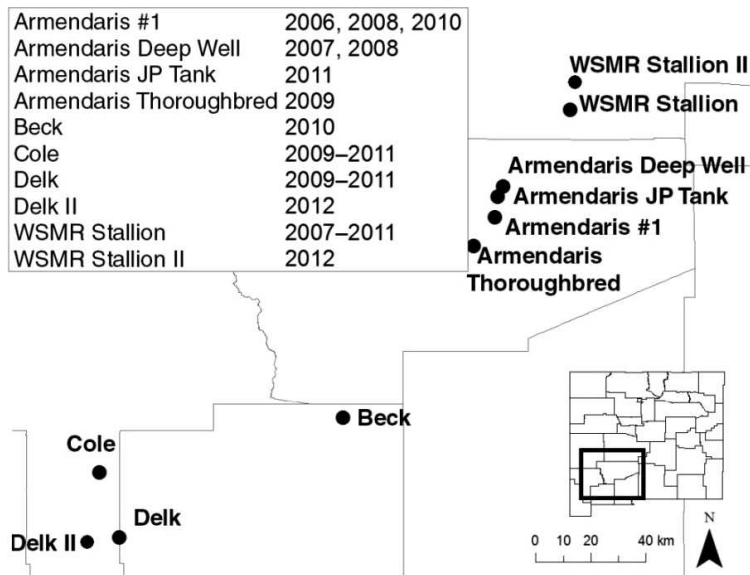 Armendaris #1 2006, 2008, 2010
Armendaris Deep Well 2007, 2008
Armendaris JP Tank 2011
Armendaris Thoroughbred 2009
Beck 2010
Cole 2009–2011
Delk 2009–2011
Delk II 2012
WSMR Stallion 2007–2011
WSMR Stallion II 2012
WSMR Stallion II
WSMR Stallion
Armendaris Deep Well
Armendaris JP Tank
Armendaris #1
Armendaris
Thoroughbred
Beck
Cole
Delk
Delk II
N
0 10 20 40 km